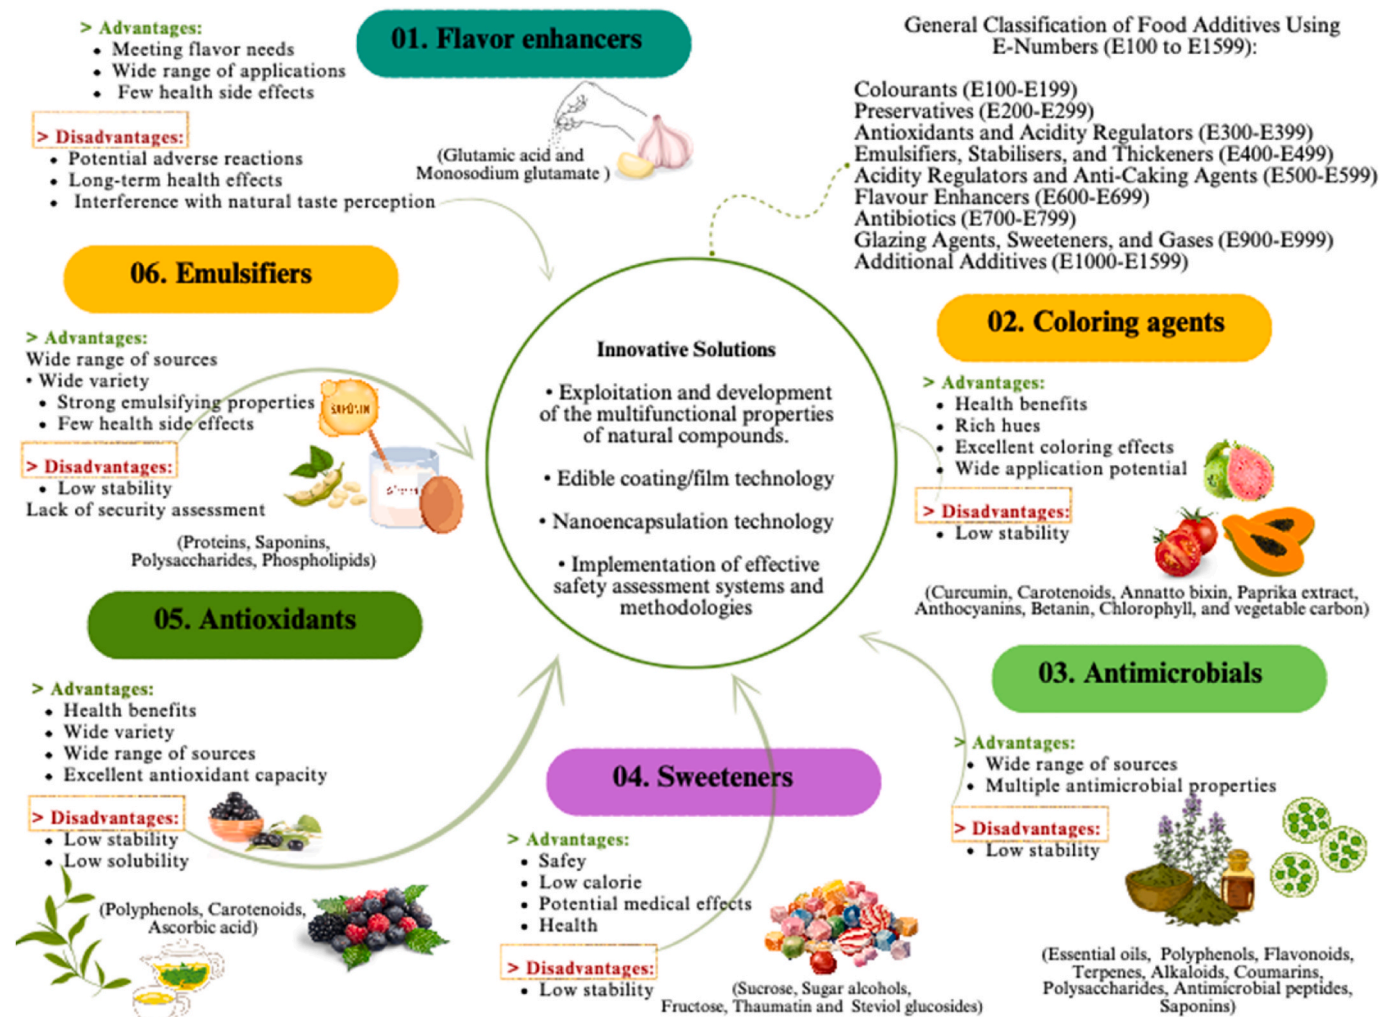 > Advantages:
• Meeting flavor needs
• Wide range of applications
• Few health side effects
> Disadvantages:
• Potential adverse reactions
• Long-term health effects
• Interference with natural taste perception
01. Flavor enhancers
(Glutamic acid and
Monosodium glutamate )
General Classification of Food Additives Using
E-Numbers (E100 to E1599):
Colourants (E100-E199)
Preservatives (E200-E299)
Antioxidants and Acidity Regulators (E300-E399)
Emulsifiers, Stabilisers, and Thickeners (E400-E499)
Acidity Regulators and Anti-Caking Agents (E500-E599)
Flavour Enhancers (E600-E699)
Antibiotics (E700-E799)
Glazing Agents, Sweeteners, and Gases (E900-E999)
Additional Additives (E1000-E1599)
06. Emulsifiers
> Advantages:
Wide range of sources
• Wide variety
• Strong emulsifying properties
• Few health side effects
> Disadvantages:
• Low stability
Lack of security assessment
SAPONIN
(Proteins, Saponins,
Polysaccharides, Phospholipids)
Innovative Solutions
• Exploitation and development
of the multifunctional properties
of natural compounds.
• Edible coating/film technology
• Nanoencapsulation technology
• Implementation of effective
safety assessment systems and
methodologies
02. Coloring agents
> Advantages:
• Health benefits
• Rich hues
• Excellent coloring effects
• Wide application potential
> Disadvantages:
• Low stability
(Curcumin, Carotenoids, Annatto bixin, Paprika extract,
Anthocyanins, Betanin, Chlorophyll, and vegetable carbon)
05. Antioxidants
> Advantages:
• Health benefits
• Wide variety
• Wide range of sources
• Excellent antioxidant capacity
> Disadvantages:
• Low stability
• Low solubility
(Polyphenols, Carotenoids,
Ascorbic acid)
04. Sweeteners
> Advantages:
• Safey
• Low calorie
• Potential medical effects
• Health
> Disadvantages:
• Low stability
(Sucrose, Sugar alcohols,
Fructose, Thaumatin and Steviol glucosides)
03. Antimicrobials
> Advantages:
• Wide range of sources
• Multiple antimicrobial properties
> Disadvantages:
• Low stability
(Essential oils, Polyphenols, Flavonoids,
Terpenes, Alkaloids, Coumarins,
Polysaccharides, Antimicrobial peptides,
Saponins)